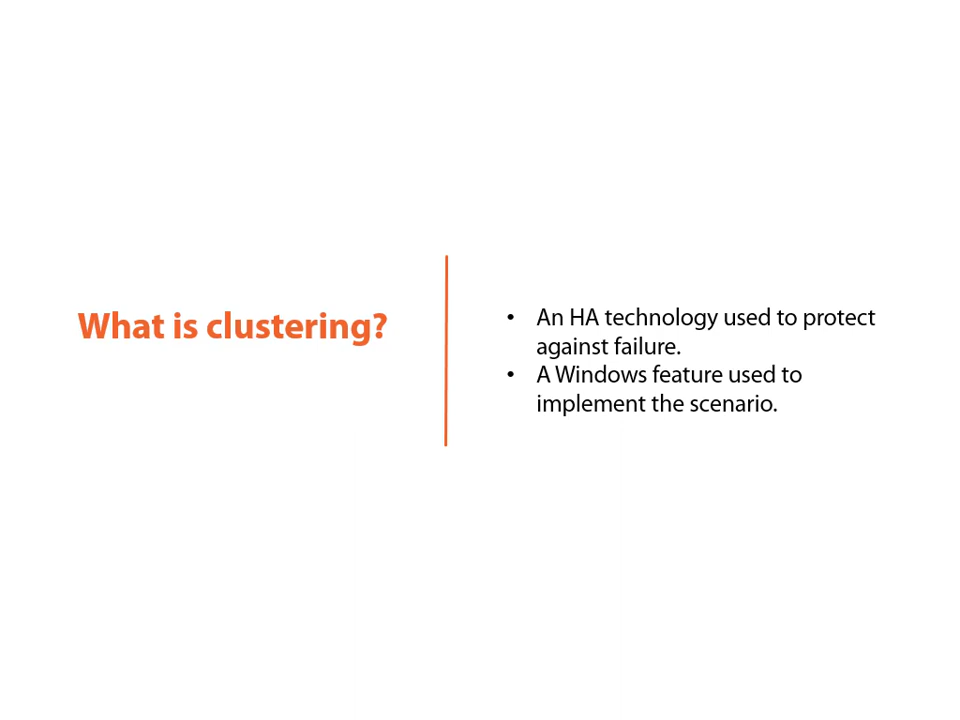 What is clustering?
• An HA technology used to protect
against failure.
• A Windows feature used to
implement the scenario.